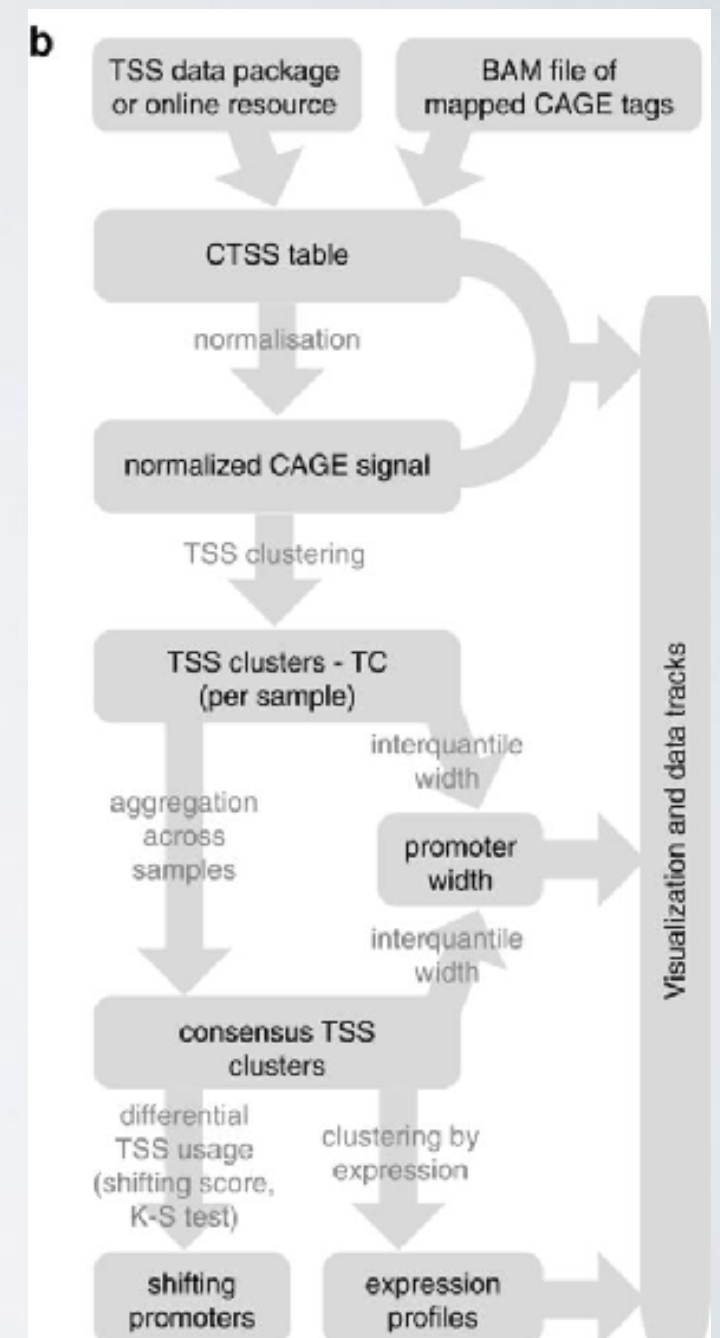 b
TSS data package
or online resource
BAM file of
mapped CAGE tags
CTSS table
normalisation
normalized CAGE signal
TSS clustering
TSS clusters - TC
(per sample)
interquantile
width
aggregation
across
samples
promoter
width
interquantile
width
consensus TSS
clusters
differential
TSS usage
(shifting score,
K-S test)
clustering by
expression
shifting
promoters
expression
profiles
Visualization and data tracks